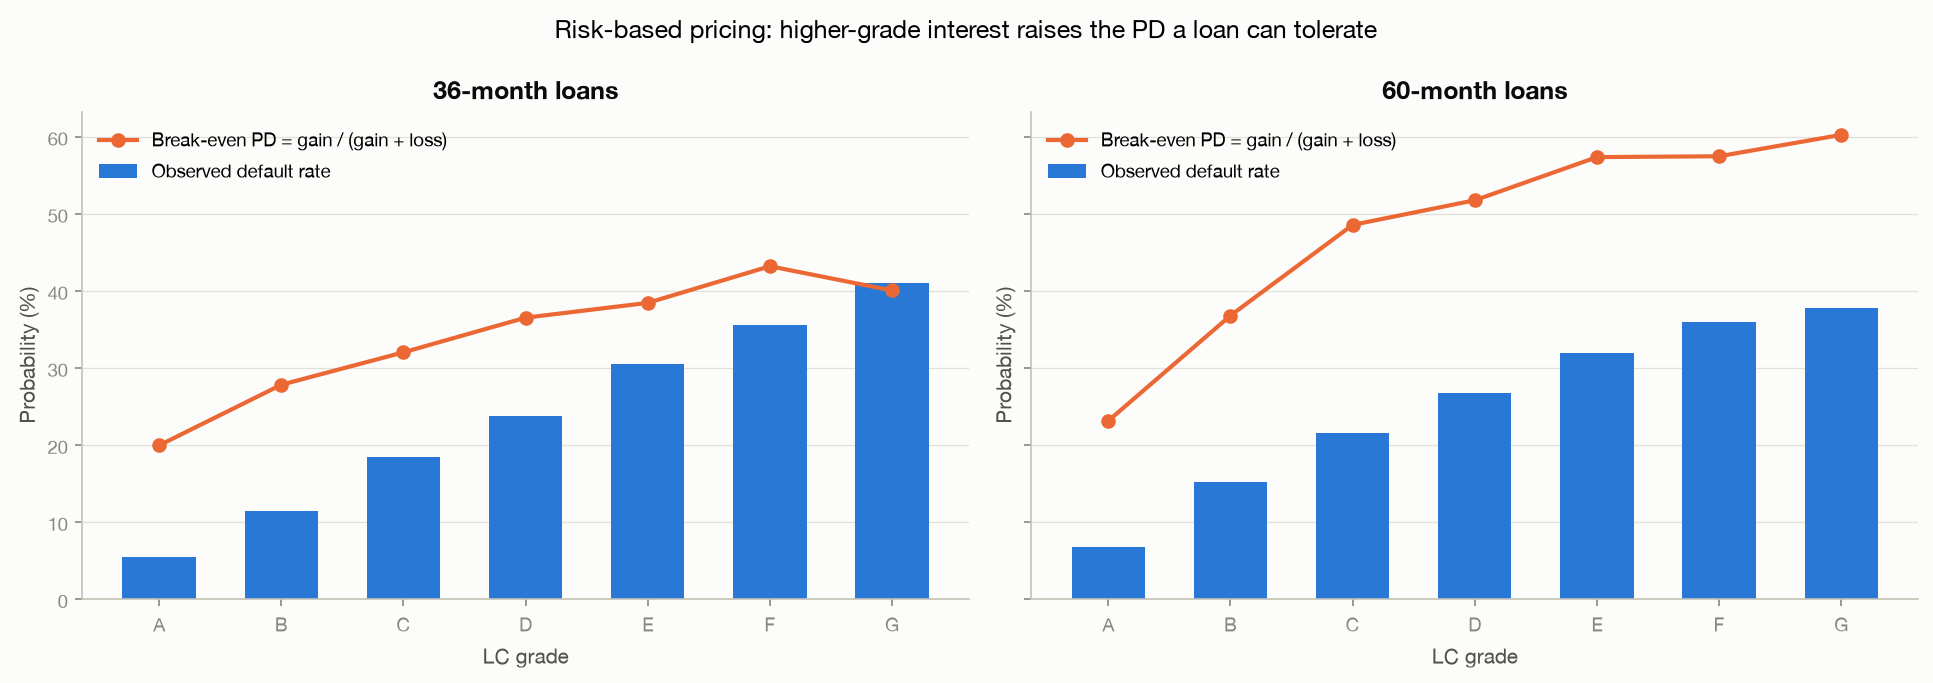 Risk-based pricing: higher-grade interest raises the PD a loan can tolerate
36-month loans
Break-even PD = gain / (gain + loss)
Observed default rate
Probability (%)
60
50
40
30
20
10
0
A B C D E F G
LC grade
60-month loans
Break-even PD = gain / (gain + loss)
Observed default rate
Probability (%)
A B C D E F G
LC grade